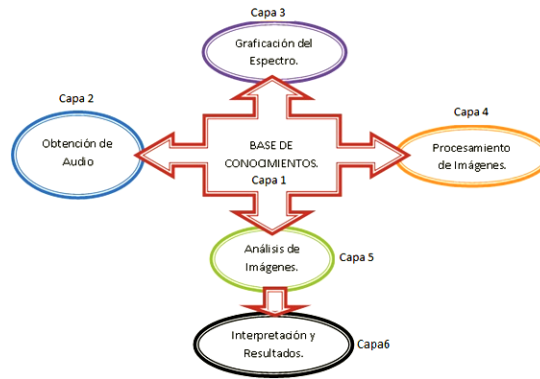 Capa 3
Graficación del
Espectro.
Capa 2
Obtención de
Audio
BASE DE
CONOCIMIENTOS.
Capa 1
Capa 4
Procesamiento
de Imágenes.
Análisis de
Imágenes.
Capa 5
Interpretación y
Resultados.
Capa6